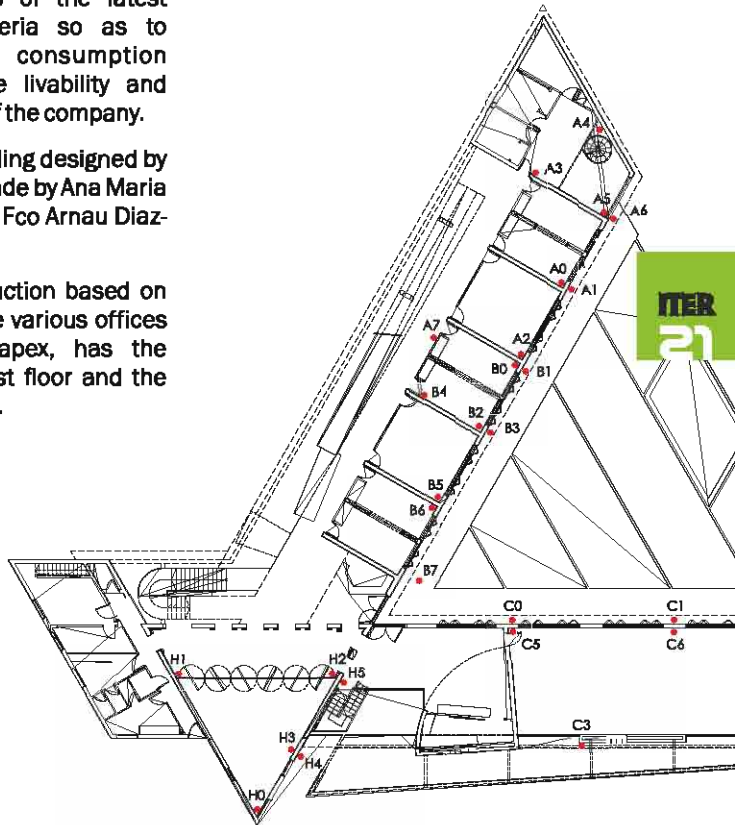 of the latest
eria so as to
consumption
livability and
f the company.
ling designed by
ade by Ana Maria
Fco Arnau Diaz-
uction based on
e various offices
apex, has the
st floor and the
.
ITER
21
A4
A3
A5
A6
A0
A1
A7
A2
B0
B1
B4
B2
B3
B5
B6
B7
C0
C1
C5
C6
H1
H2
H5
C3
H3
H4
H0